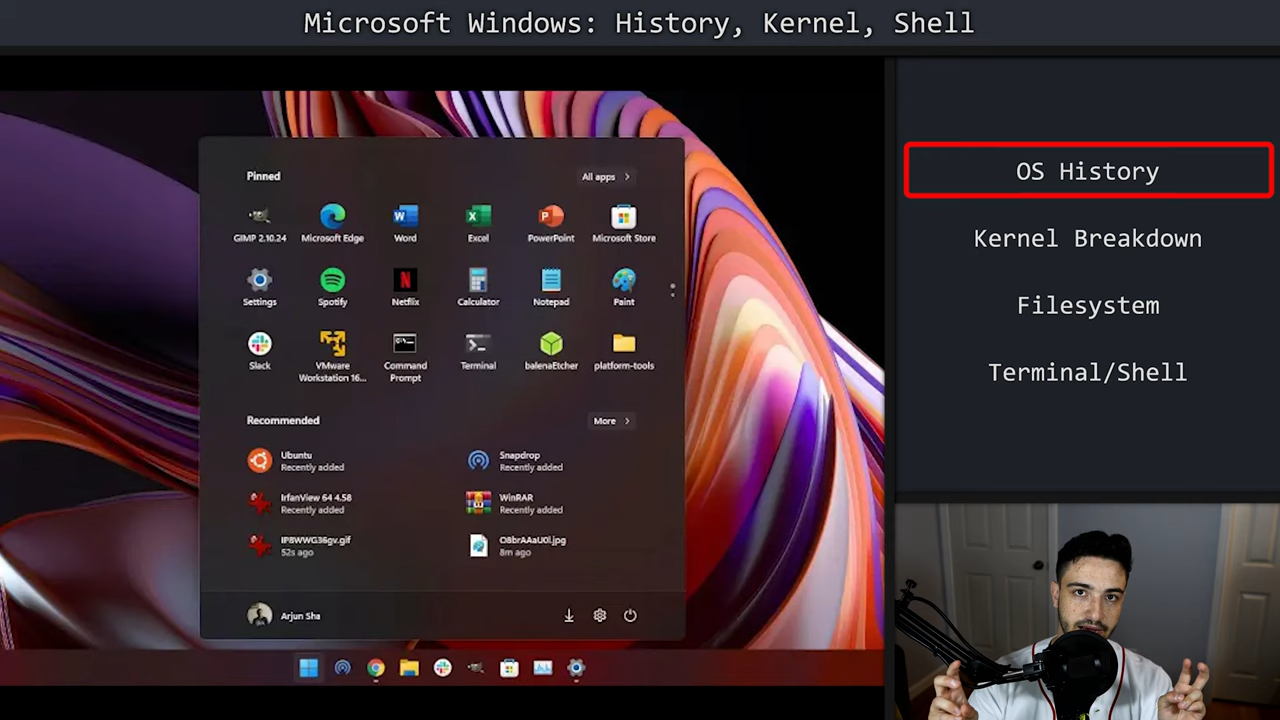 Microsoft Windows: History, Kernel, Shell
Pinned
All apps
GIMP 2.10.24
Microsoft Edge
Word
Excel
PowerPoint
Microsoft Store
Settings
Spotify
Netflix
Calculator
Notepad
Paint
Slack
VMware
Workstation 16...
Command
Prompt
Terminal
balenaEtcher
platform-tools
Recommended
More
Ubuntu
Recently added
Snapdrop
Recently added
IrfanView 64 4.58
Recently added
WinRAR
Recently added
52s ago
8m ago
Arjun Sha
OS History
Kernel Breakdown
Filesystem
Terminal/Shell